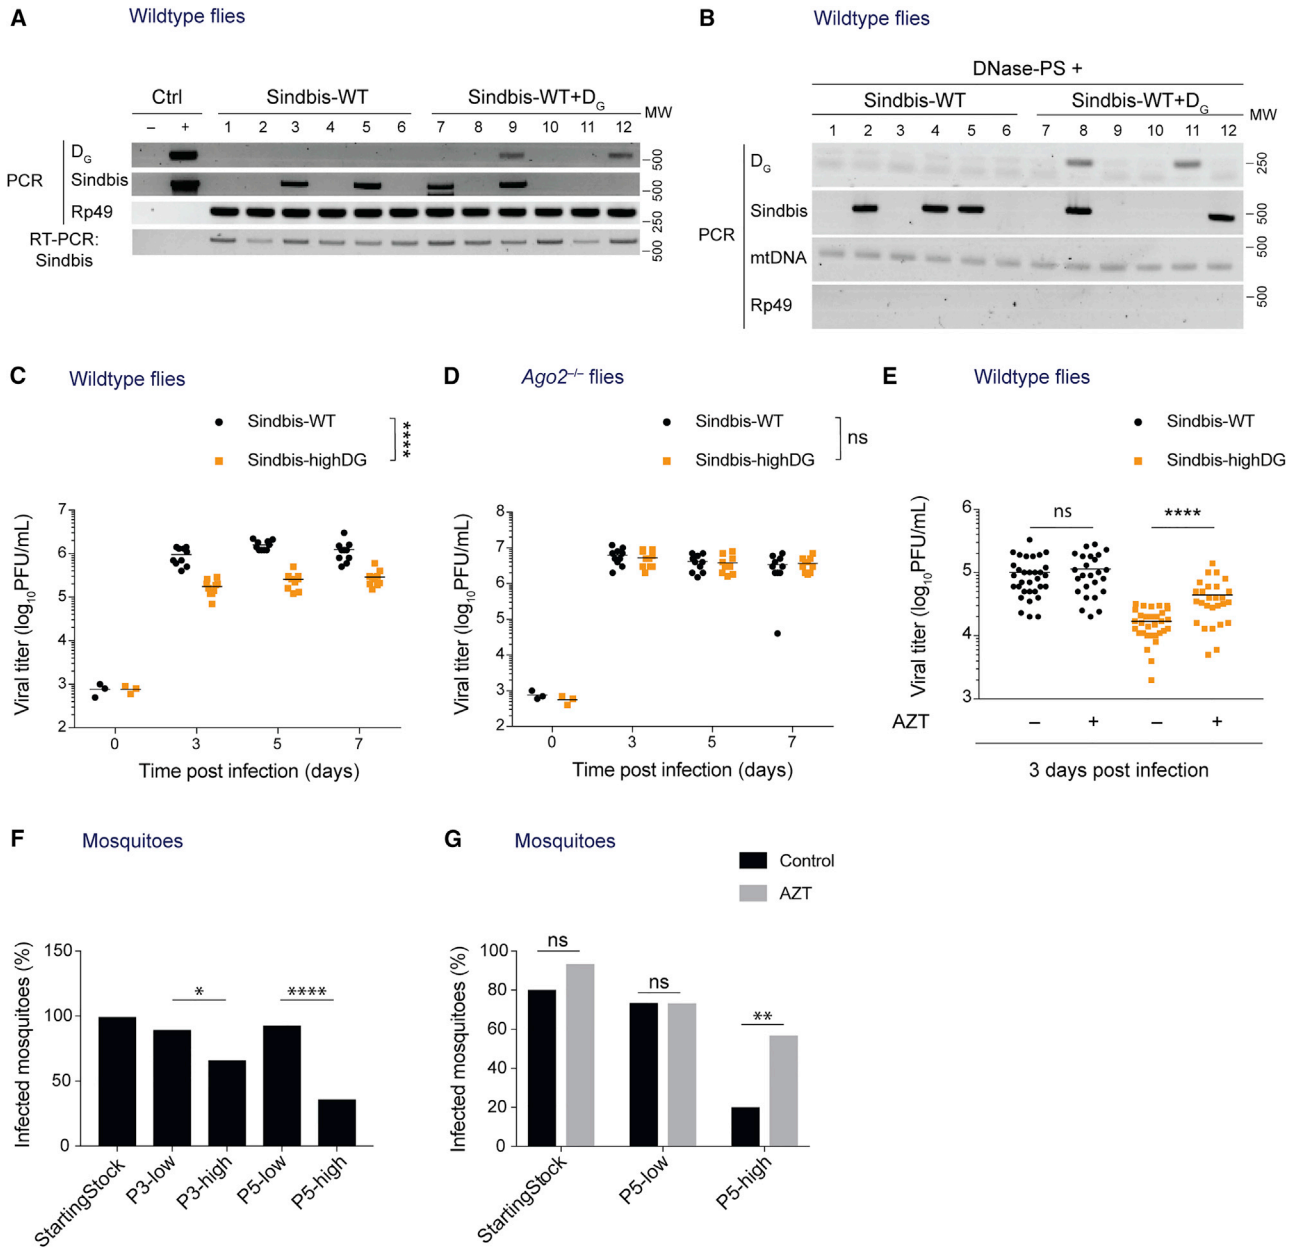 A
Wildtype flies
Ctrl
Sindbis-WT
Sindbis-WT+D_G
MW
– + 1 2 3 4 5 6 7 8 9 10 11 12
PCR
D_G
500
Sindbis
500
Rp49
250
RT-PCR:
Sindbis
500
B
Wildtype flies
DNase-PS +
Sindbis-WT
Sindbis-WT+D_G
MW
1 2 3 4 5 6 7 8 9 10 11 12
PCR
D_G
250
Sindbis
500
mtDNA
500
Rp49
500
C
Wildtype flies
Sindbis-WT
Sindbis-highDG
****
Viral titer (log10PFU/mL)
7
6
5
4
3
2
0 3 5 7
Time post infection (days)
D
Ago2–/– flies
Sindbis-WT
Sindbis-highDG
ns
Viral titer (log10PFU/mL)
8
7
6
5
4
3
2
0 3 5 7
Time post infection (days)
E
Wildtype flies
Sindbis-WT
Sindbis-highDG
Viral titer (log10PFU/mL)
6
5
4
3
ns
****
AZT – + – +
3 days post infection
F
Mosquitoes
Infected mosquitoes (%)
150
100
50
0
*
****
StartingStock
P3-low
P3-high
P5-low
P5-high
G
Mosquitoes
Control
AZT
Infected mosquitoes (%)
100
80
60
40
20
0
ns
ns
**
StartingStock
P5-low
P5-high